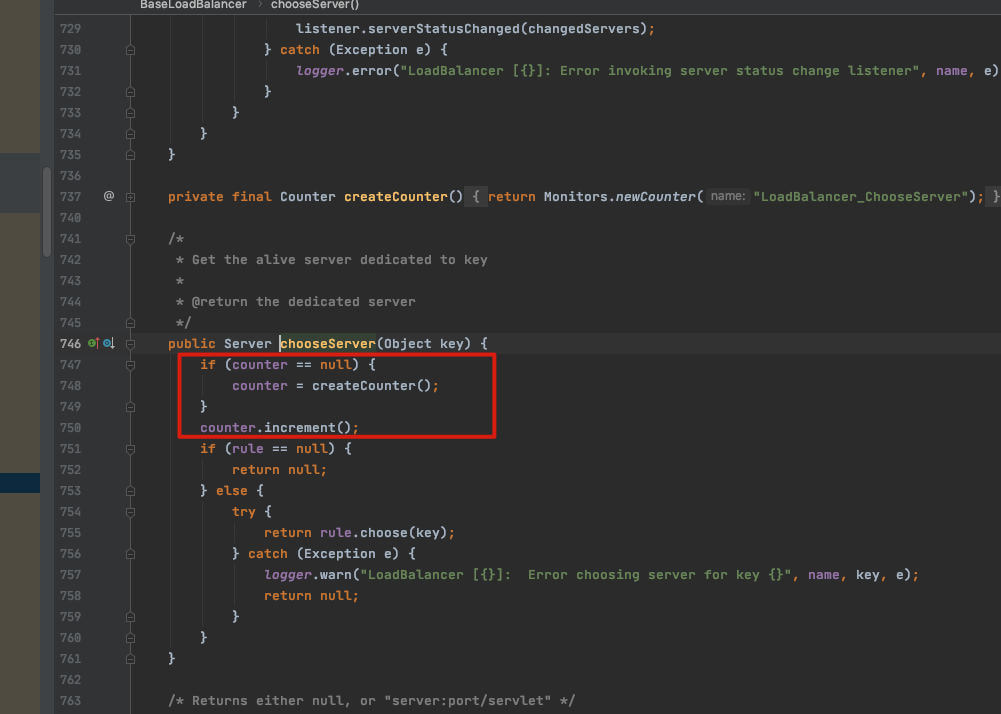 BaseLoadBalancer › chooseServer()
729 listener.serverStatusChanged(changedServers);
730 } catch (Exception e) {
731 logger.error("LoadBalancer [{}]: Error invoking server status change listener", name, e)
732 }
733 }
734 }
735 }
736
737 @ private final Counter createCounter() { return Monitors.newCounter( name: "LoadBalancer_ChooseServer"); }
740
741 /*
742 * Get the alive server dedicated to key
743 *
744 * @return the dedicated server
745 */
746 public Server chooseServer(Object key) {
747 if (counter == null) {
748 counter = createCounter();
749 }
750 counter.increment();
751 if (rule == null) {
752 return null;
753 } else {
754 try {
755 return rule.choose(key);
756 } catch (Exception e) {
757 logger.warn("LoadBalancer [{}]:  Error choosing server for key {}", name, key, e);
758 return null;
759 }
760 }
761 }
762
763 /* Returns either null, or "server:port/servlet" */